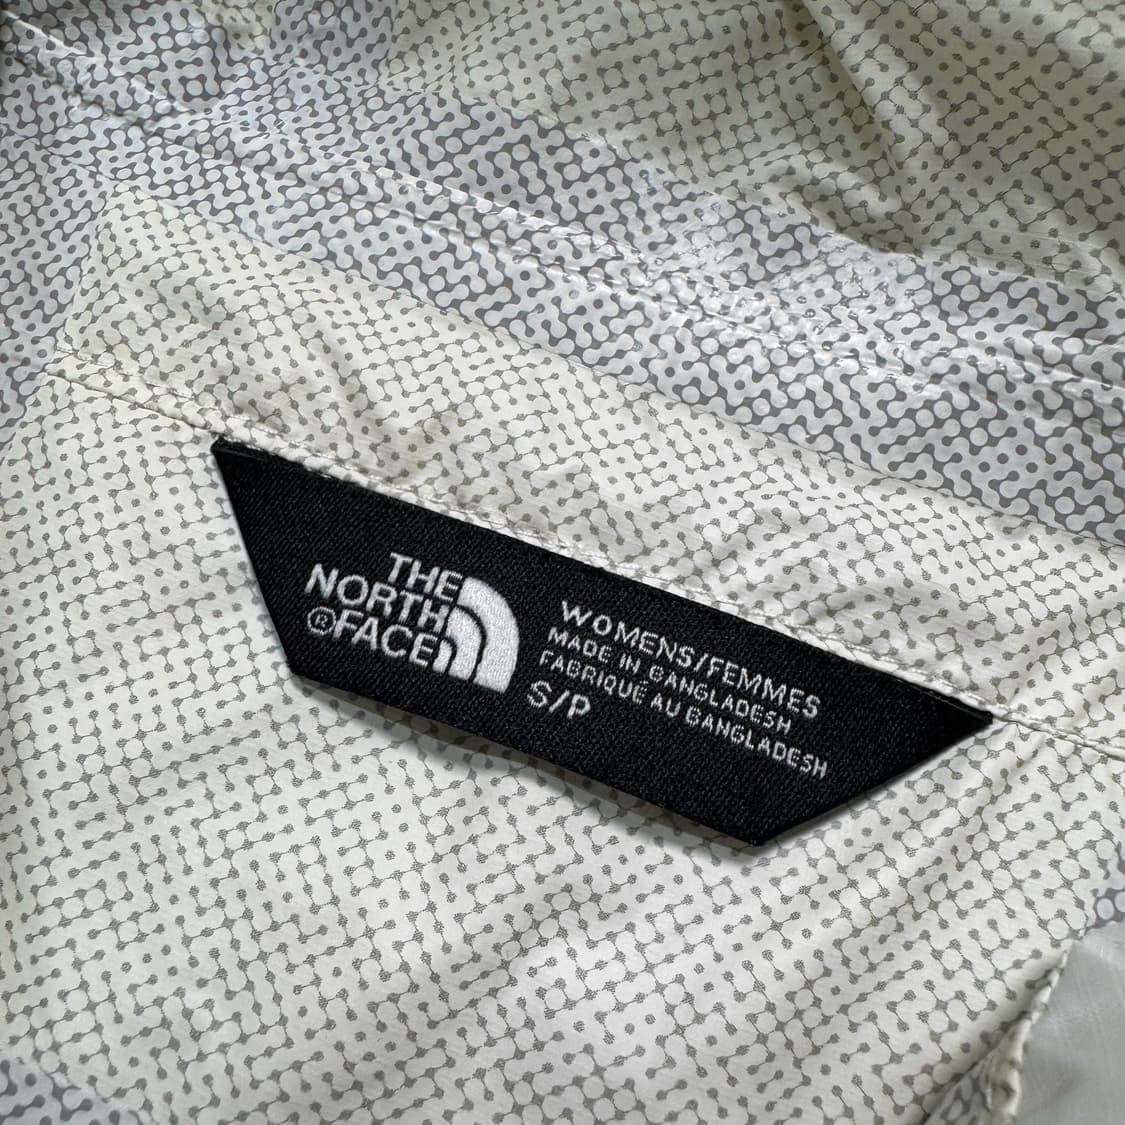 THE
NORTH
®FACE
WOMENS/FEMMES
MADE IN BANGLADESH
FABRIQUÉ AU BANGLADESH
S/P